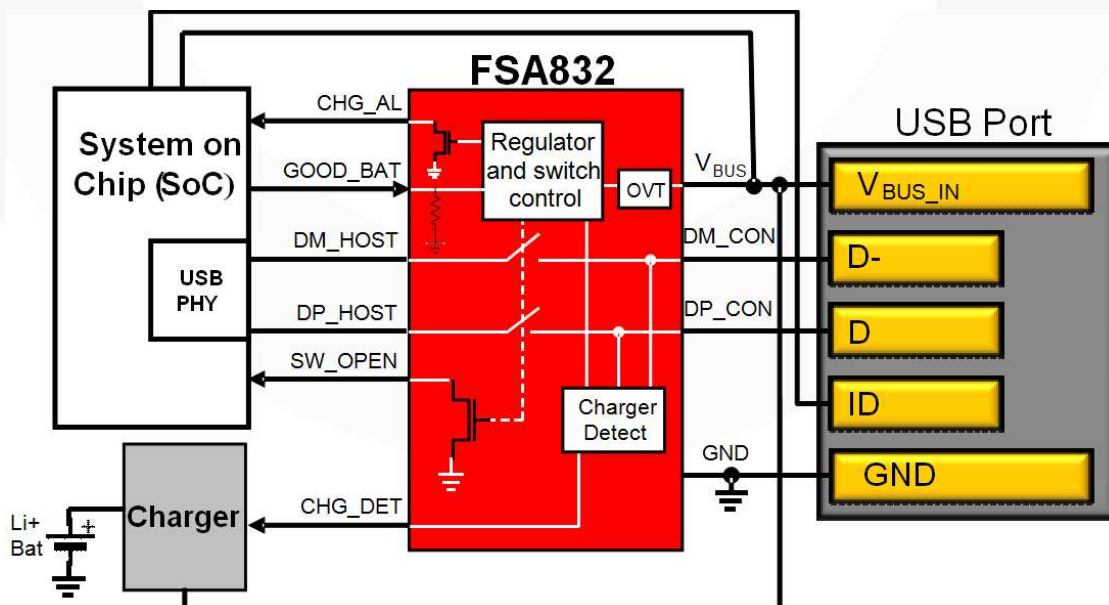 FSA832
USB Port
System on
Chip (SoC)
USB
PHY
CHG_AL
GOOD_BAT
DM_HOST
DP_HOST
SW_OPEN
CHG_DET
Regulator
and switch
control
OVT
Charger
Detect
VBUS
DM_CON
DP_CON
GND
VBUS_IN
D-
D
ID
GND
Charger
Li+
Bat
+